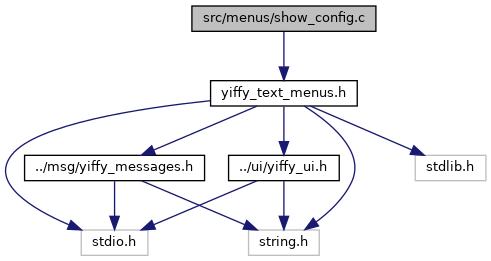 src/menus/show_config.c
yiffy_text_menus.h
../msg/yiffy_messages.h
../ui/yiffy_ui.h
stdlib.h
stdio.h
string.h